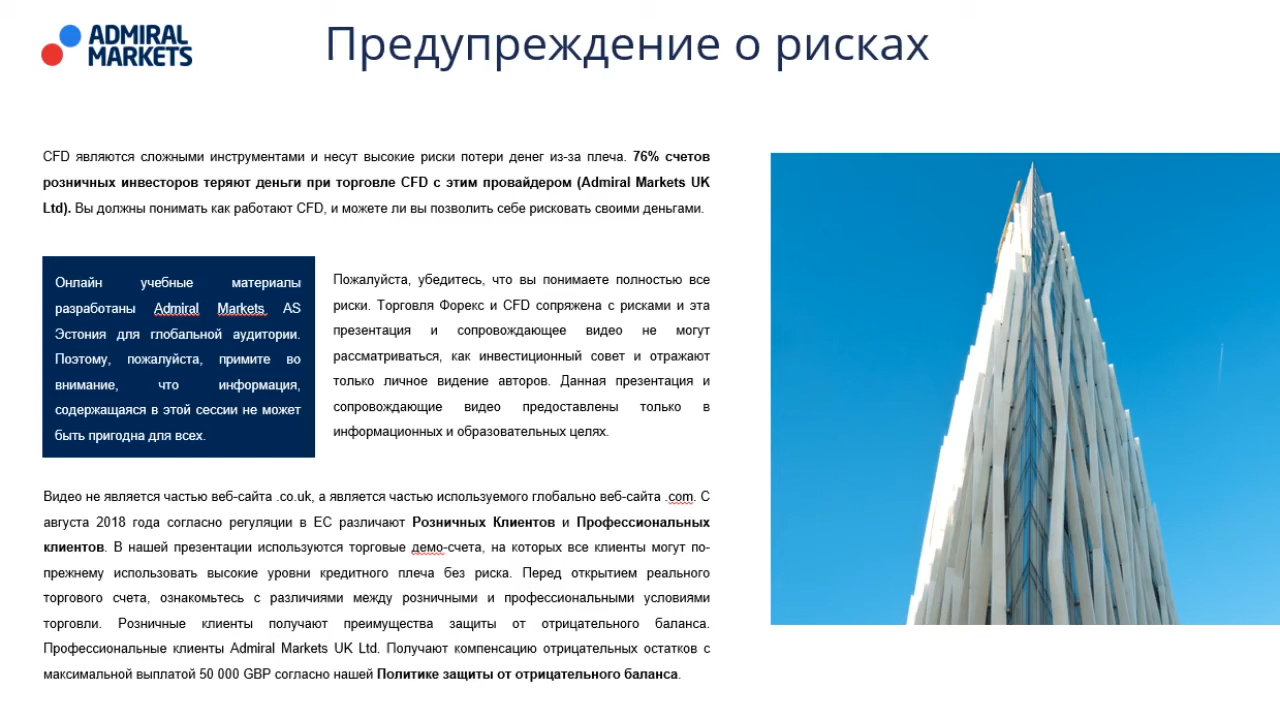 ADMIRAL
MARKETS
Предупреждение о рисках
CFD являются сложными инструментами и несут высокие риски потери денег из-за плеча. 76% счетов
розничных инвесторов теряют деньги при торговле CFD с этим провайдером (Admiral Markets UK
Ltd). Вы должны понимать как работают CFD, и можете ли вы позволить себе рисковать своими деньгами.
Онлайн учебные материалы
разработаны Admiral Markets AS
Эстония для глобальной аудитории.
Поэтому, пожалуйста, примите во
внимание, что информация,
содержащаяся в этой сессии не может
быть пригодна для всех.
Пожалуйста, убедитесь, что вы понимаете полностью все
риски. Торговля Форекс и CFD сопряжена с рисками и эта
презентация и сопровождающее видео не могут
рассматриваться, как инвестиционный совет и отражают
только личное видение авторов. Данная презентация и
сопровождающие видео предоставлены только в
информационных и образовательных целях.
Видео не является частью веб-сайта .co.uk, а является частью используемого глобально веб-сайта .com. С
августа 2018 года согласно регуляции в ЕС различают Розничных Клиентов и Профессиональных
клиентов. В нашей презентации используются торговые демо-счета, на которых все клиенты могут по-
прежнему использовать высокие уровни кредитного плеча без риска. Перед открытием реального
торгового счета, ознакомьтесь с различиями между розничными и профессиональными условиями
торговли. Розничные клиенты получают преимущества защиты от отрицательного баланса.
Профессиональные клиенты Admiral Markets UK Ltd. Получают компенсацию отрицательных остатков с
максимальной выплатой 50 000 GBP согласно нашей Политике защиты от отрицательного баланса.